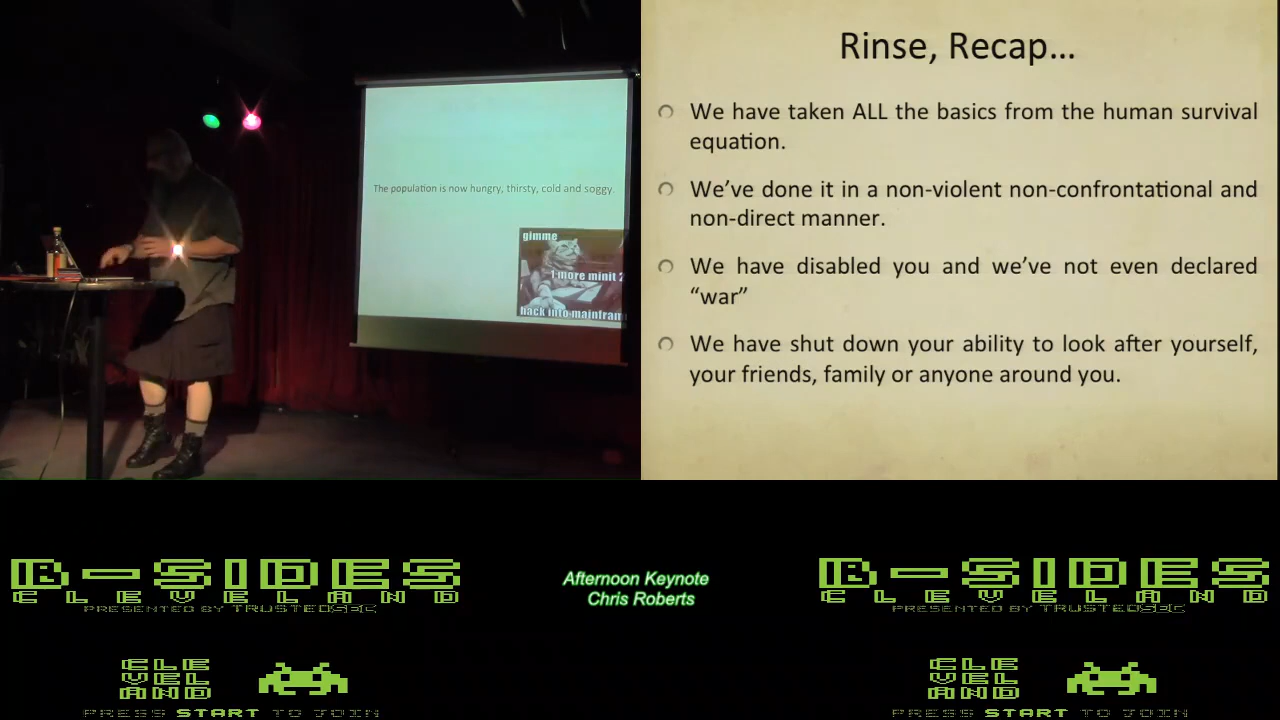 The population is now hungry, thirsty, cold and soggy.
gimme
1 more minit 2
hack into mainfram
Rinse, Recap...
We have taken ALL the basics from the human survival
equation.
We've done it in a non-violent non-confrontational and
non-direct manner.
We have disabled you and we've not even declared
"war"
We have shut down your ability to look after yourself,
your friends, family or anyone around you.
B-SIDES
CLEVELAND
PRESENTED BY TRUSTEDSEC
CLE
VEL
AND
PRESS START TO JOIN
Afternoon Keynote
Chris Roberts
B-SIDES
CLEVELAND
PRESENTED BY TRUSTEDSEC
CLE
VEL
AND
PRESS START TO JOIN